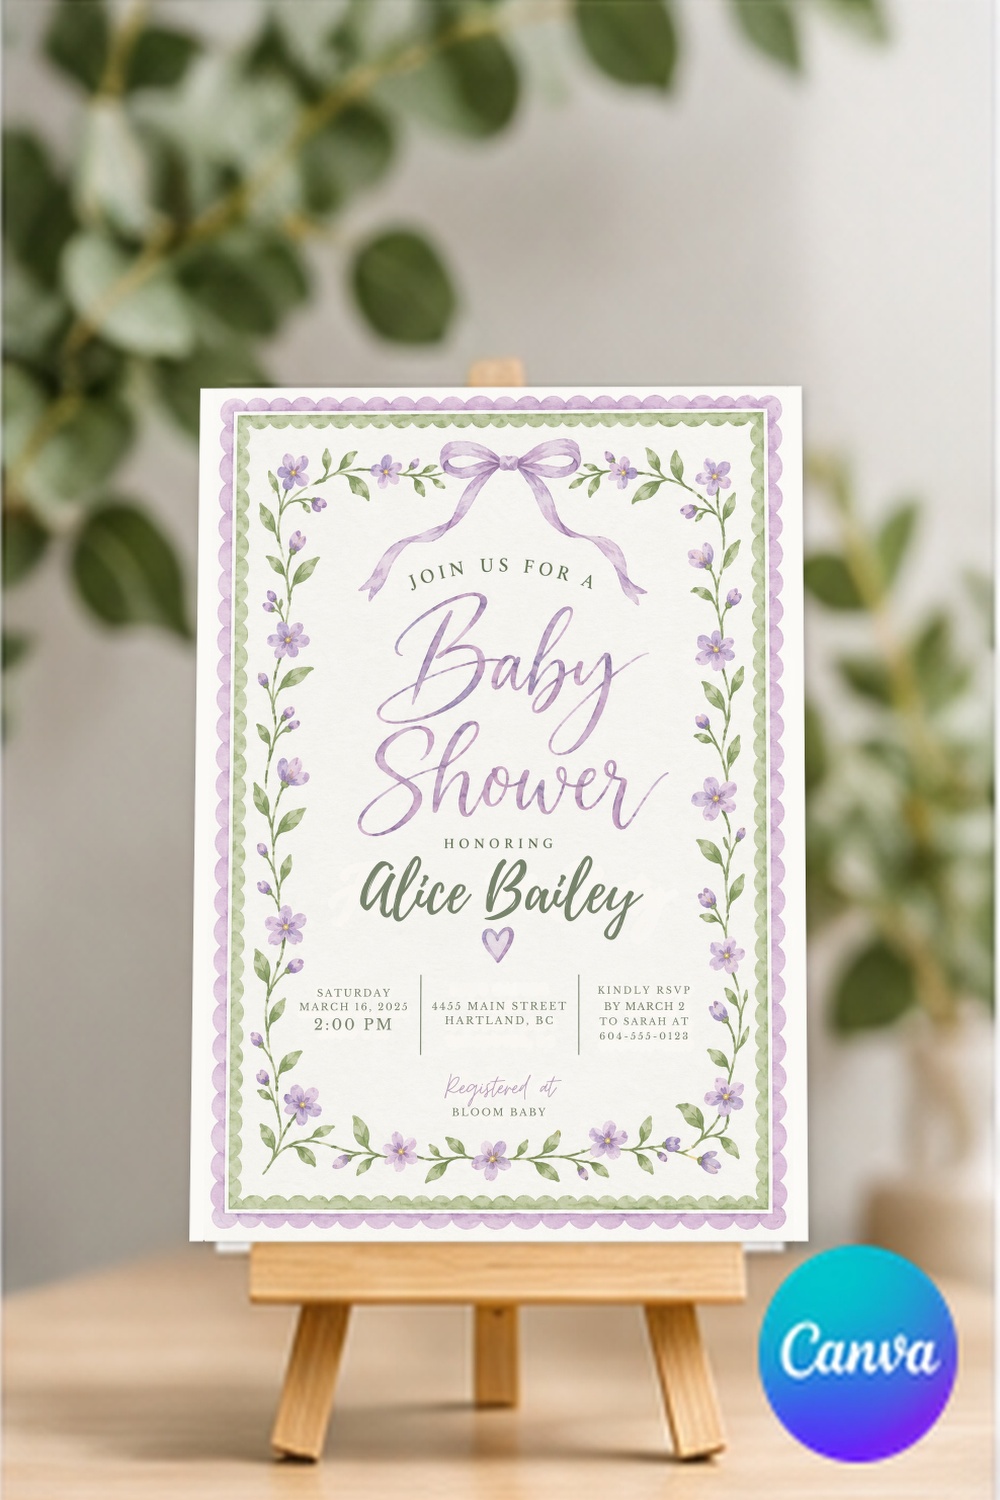 JOIN US FOR A
Baby
Shower
HONORING
Alice Bailey
SATURDAY
MARCH 16, 2025
2:00 PM
4455 MAIN STREET
HARTLAND, BC
KINDLY RSVP
BY MARCH 2
TO SARAH AT
604-555-0123
Registered at
BLOOM BABY
Canva